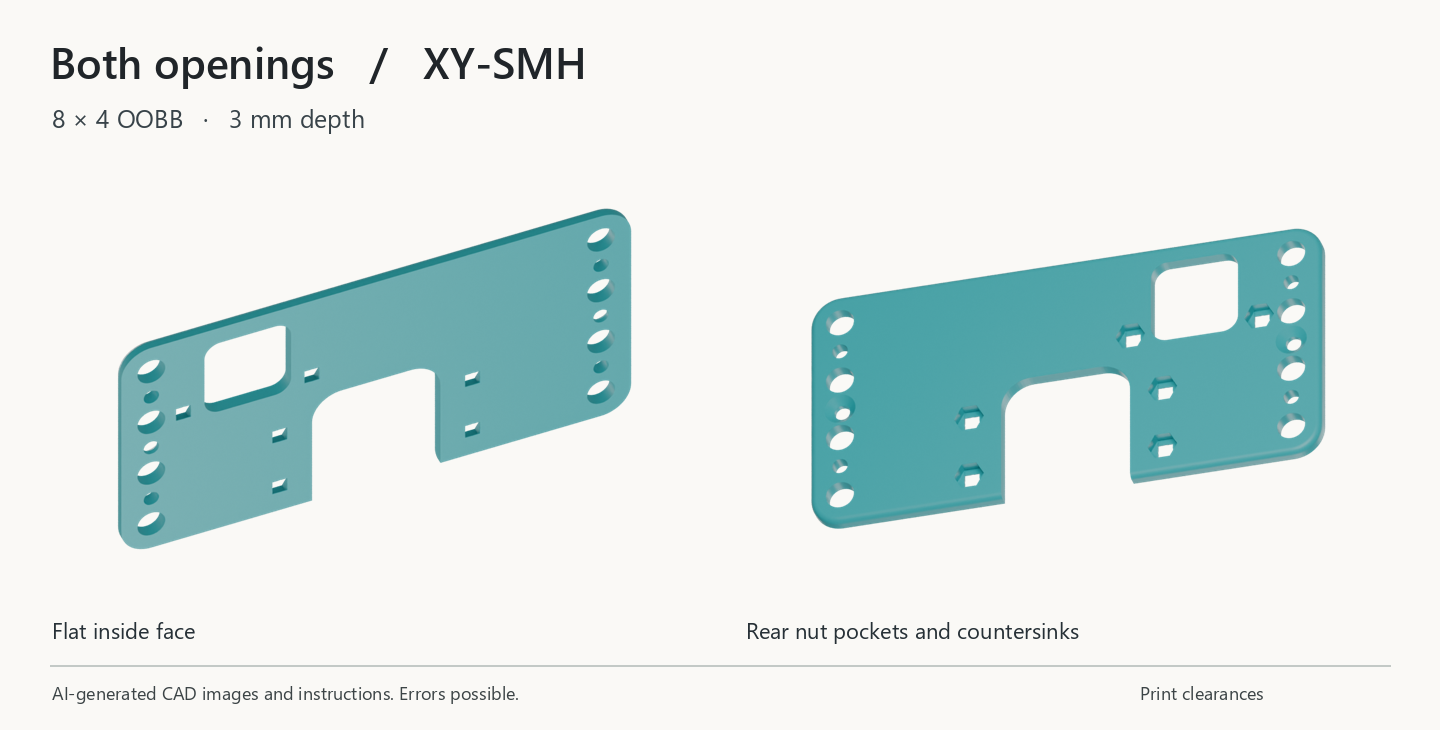 Both openings / XY-SMH
8 × 4 OOBB · 3 mm depth
Flat inside face
Rear nut pockets and countersinks
AI-generated CAD images and instructions. Errors possible.
Print clearances